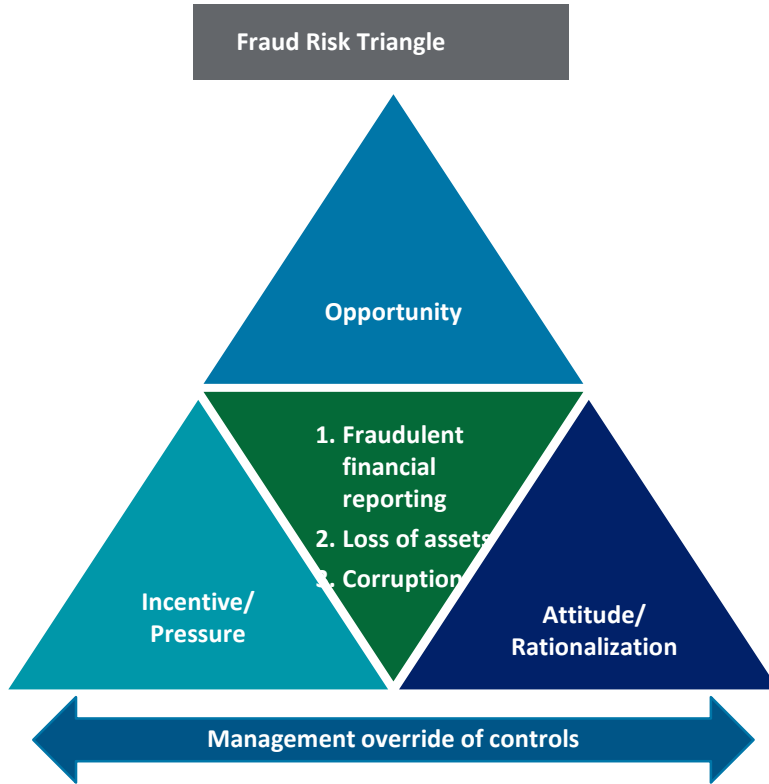 Fraud Risk Triangle
Opportunity
1. Fraudulent
financial
reporting
2. Loss of assets
3. Corruption
Incentive/
Pressure
Attitude/
Rationalization
Management override of controls